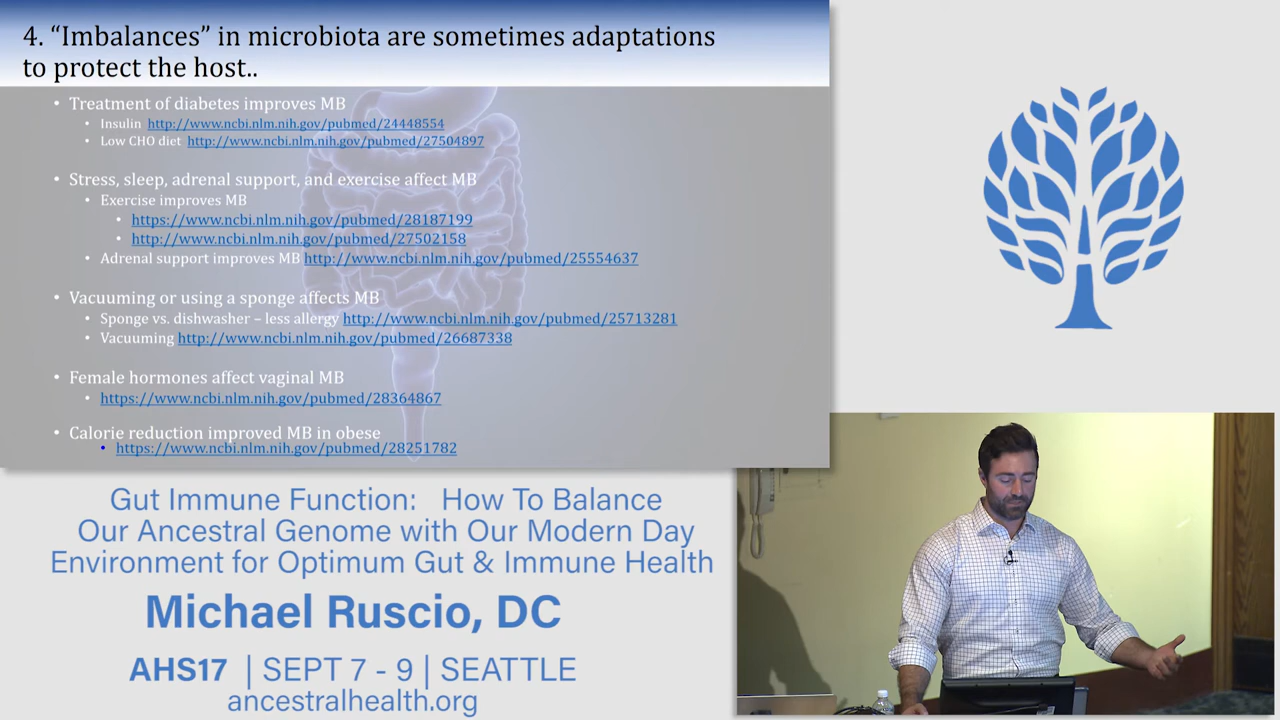 4. “Imbalances” in microbiota are sometimes adaptations
to protect the host..
• Treatment of diabetes improves MB
• Insulin http://www.ncbi.nlm.nih.gov/pubmed/24448554
• Low CHO diet http://www.ncbi.nlm.nih.gov/pubmed/27504897
• Stress, sleep, adrenal support, and exercise affect MB
• Exercise improves MB
• https://www.ncbi.nlm.nih.gov/pubmed/28187199
• http://www.ncbi.nlm.nih.gov/pubmed/27502158
• Adrenal support improves MB http://www.ncbi.nlm.nih.gov/pubmed/25554637
• Vacuuming or using a sponge affects MB
• Sponge vs. dishwasher – less allergy http://www.ncbi.nlm.nih.gov/pubmed/25713281
• Vacuuming http://www.ncbi.nlm.nih.gov/pubmed/26687338
• Female hormones affect vaginal MB
• https://www.ncbi.nlm.nih.gov/pubmed/28364867
• Calorie reduction improved MB in obese
• https://www.ncbi.nlm.nih.gov/pubmed/28251782
Gut Immune Function: How To Balance
Our Ancestral Genome with Our Modern Day
Environment for Optimum Gut & Immune Health
Michael Ruscio, DC
AHS17 | SEPT 7 - 9 | SEATTLE
ancestralhealth.org